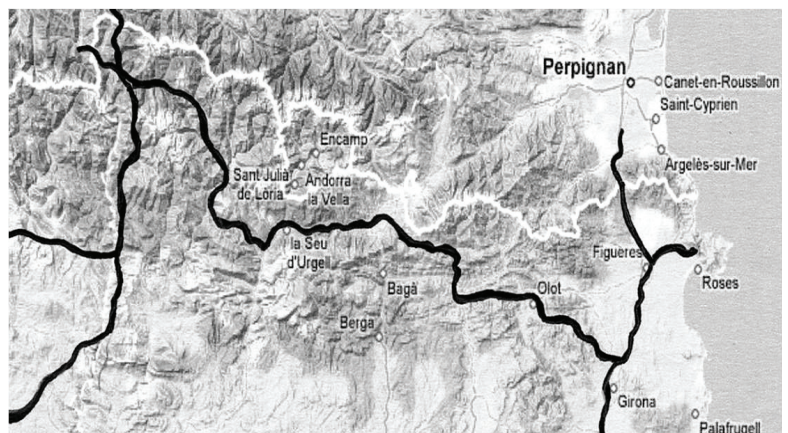 Perpignan
Canet-en-Roussillon
Saint-Cyprien
Encamp
Argelès-sur-Mer
Sant Julià
de Lòria
Andorra
la Vella
la Seu
d'Urgell
Figueres
Roses
Bagà
Olot
Berga
Girona
Palafrugell